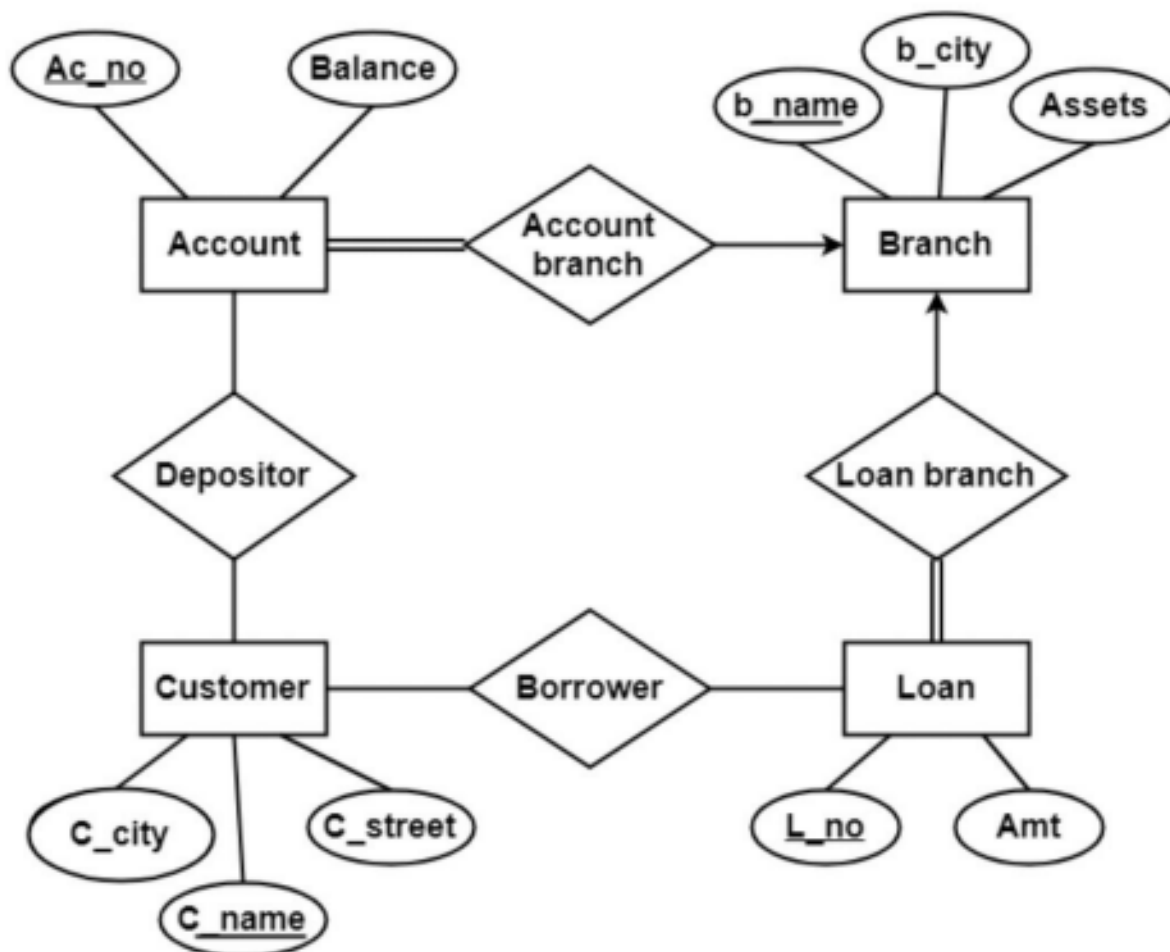 b_city
Ac_no
Balance
b_name
Assets
Account
Account
branch
Branch
Depositor
Loan branch
Customer
Borrower
Loan
C_city
C_street
L_no
Amt
C_name